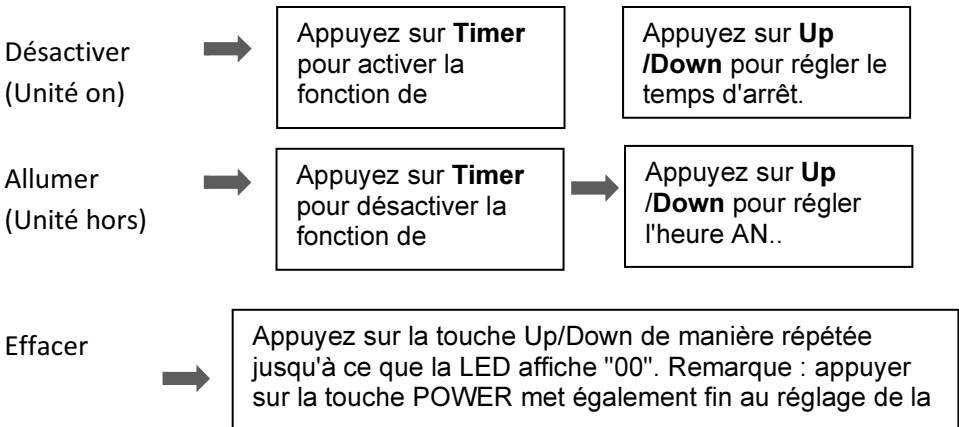 Désactiver
(Unité on)
Appuyez sur Timer
pour activer la
fonction de
Appuyez sur Up
/Down pour régler le
temps d'arrêt.
Allumer
(Unité hors)
Appuyez sur Timer
pour désactiver la
fonction de
Appuyez sur Up
/Down pour régler
l'heure AN..
Effacer
Appuyez sur la touche Up/Down de manière répétée
jusqu'à ce que la LED affiche "00". Remarque : appuyer
sur la touche POWER met également fin au réglage de la